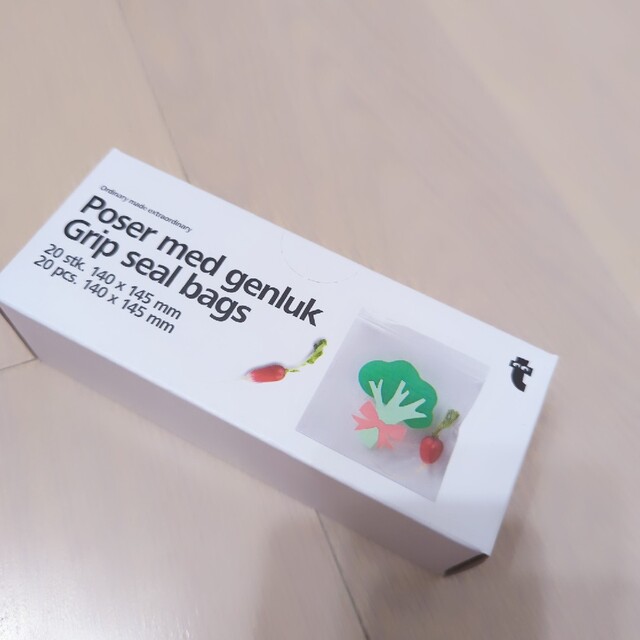 Ordinary made extraordinary
Poser med genluk
Grip seal bags
20 stk. 140 x 145 mm
20 pcs. 140 x 145 mm